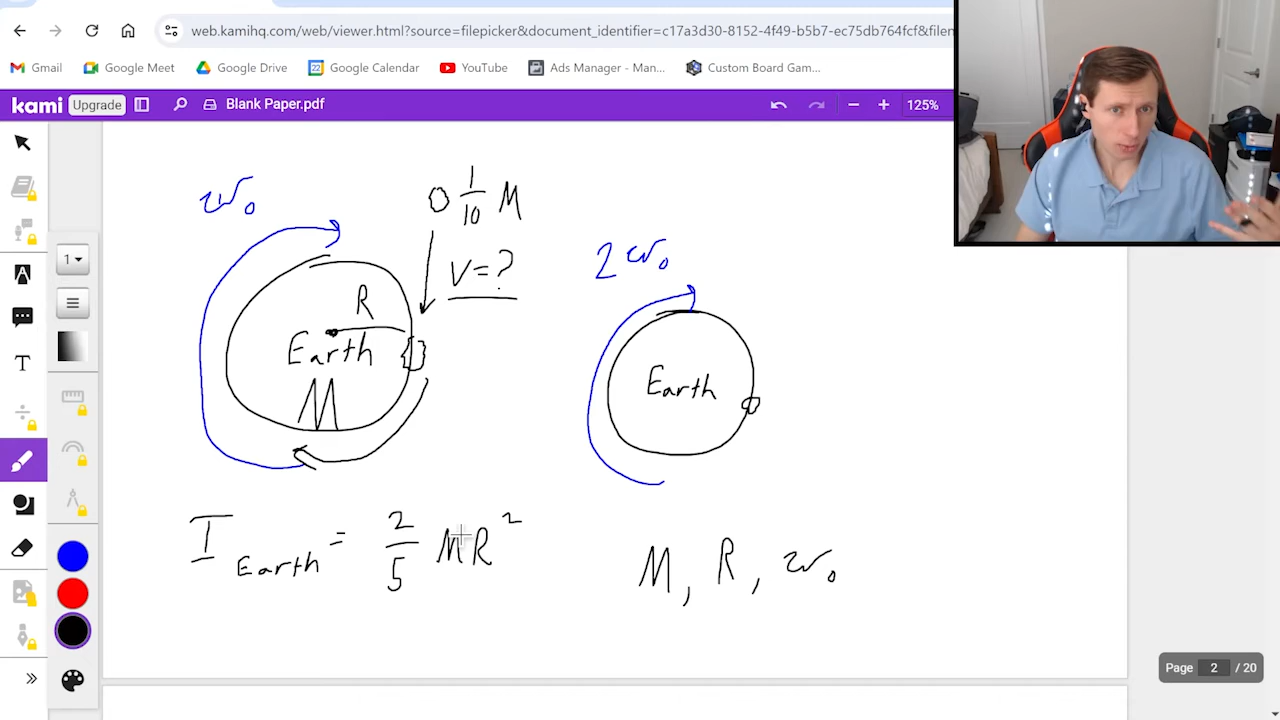 web.kamihq.com/web/viewer.html?source=filepicker&document_identifier=c17a3d30-8152-4f49-b5b7-ec75db764fcf&filen
Gmail
Google Meet
Google Drive
22
Google Calendar
YouTube
Ads Manager - Man...
Custom Board Gam...
kami
Upgrade
Blank Paper.pdf
125%
1
A
T
ω₀
1/10 M
v = ?
R
Earth
M
2ω₀
Earth
I Earth = 2/5 MR²
M, R, ω₀
Page 2 / 20